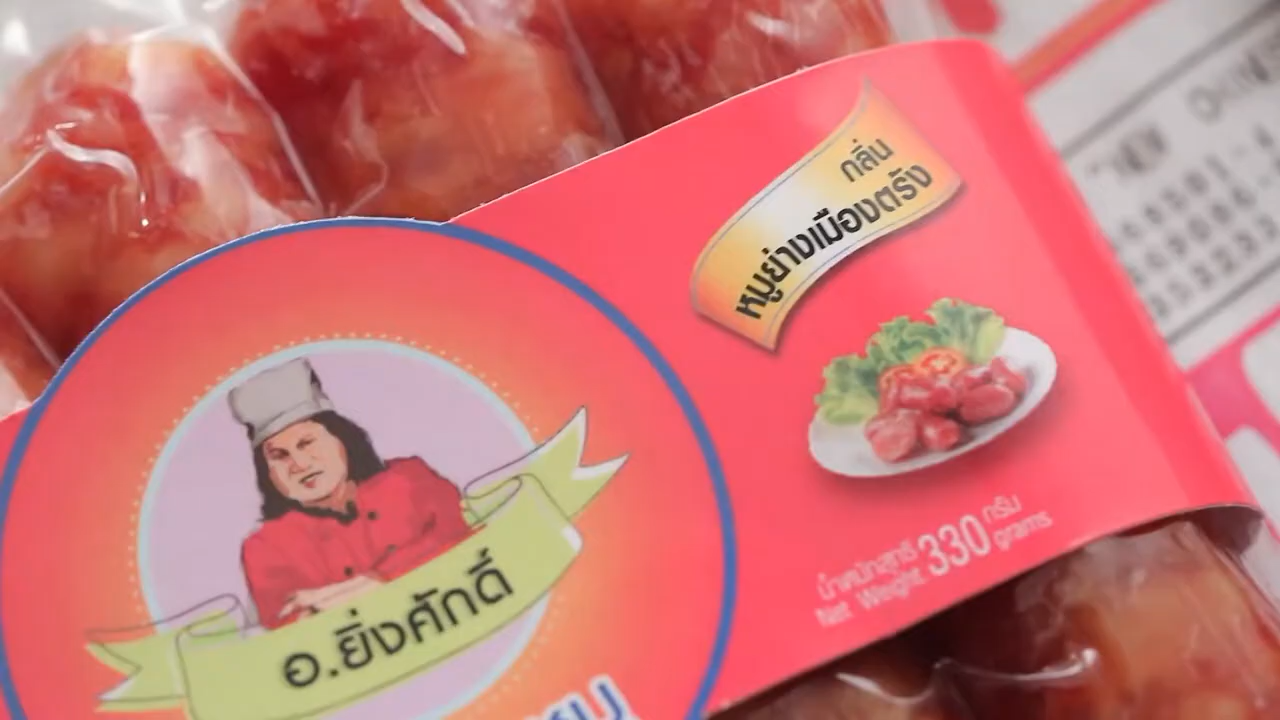 กลิ่น
หมูย่างเมืองตรัง
อ.ยิ่งศักดิ์
น้ำหนักสุทธิ 330 กรัม
Net Weight grams